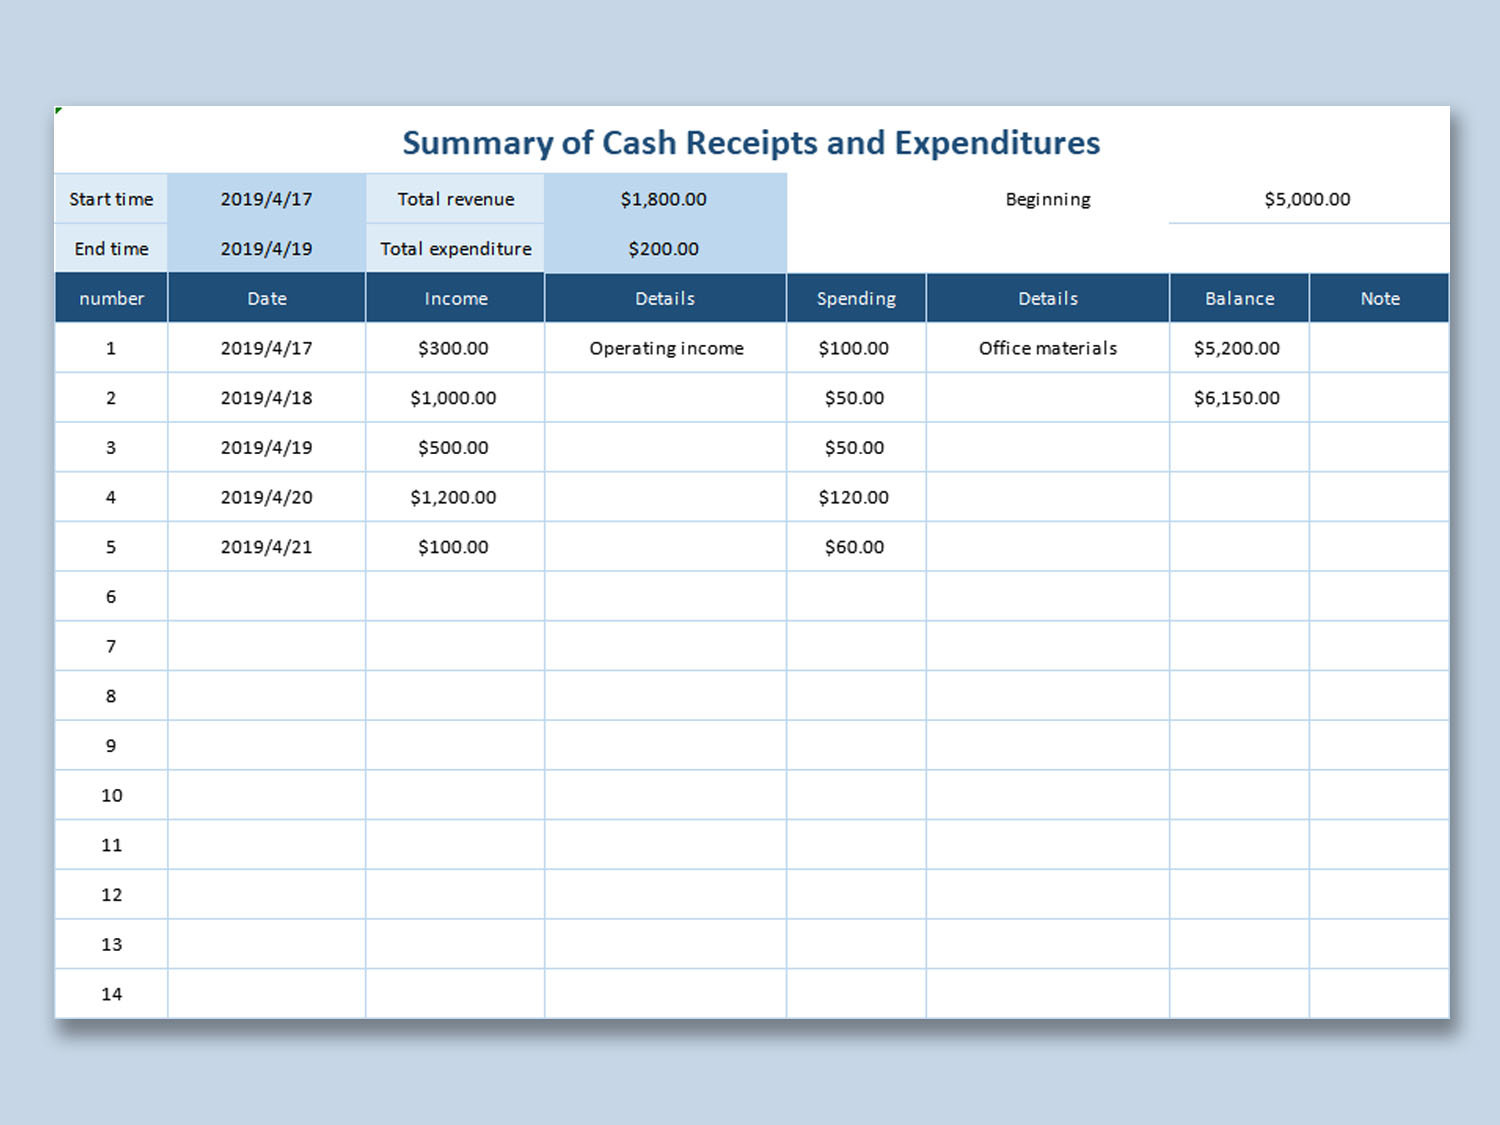 Summary of Cash Receipts and Expenditures
Start time 2019/4/17 Total revenue $1,800.00 Beginning $5,000.00
End time 2019/4/19 Total expenditure $200.00
number Date Income Details Spending Details Balance Note
1 2019/4/17 $300.00 Operating income $100.00 Office materials $5,200.00
2 2019/4/18 $1,000.00 $50.00 $6,150.00
3 2019/4/19 $500.00 $50.00
4 2019/4/20 $1,200.00 $120.00
5 2019/4/21 $100.00 $60.00
6
7
8
9
10
11
12
13
14